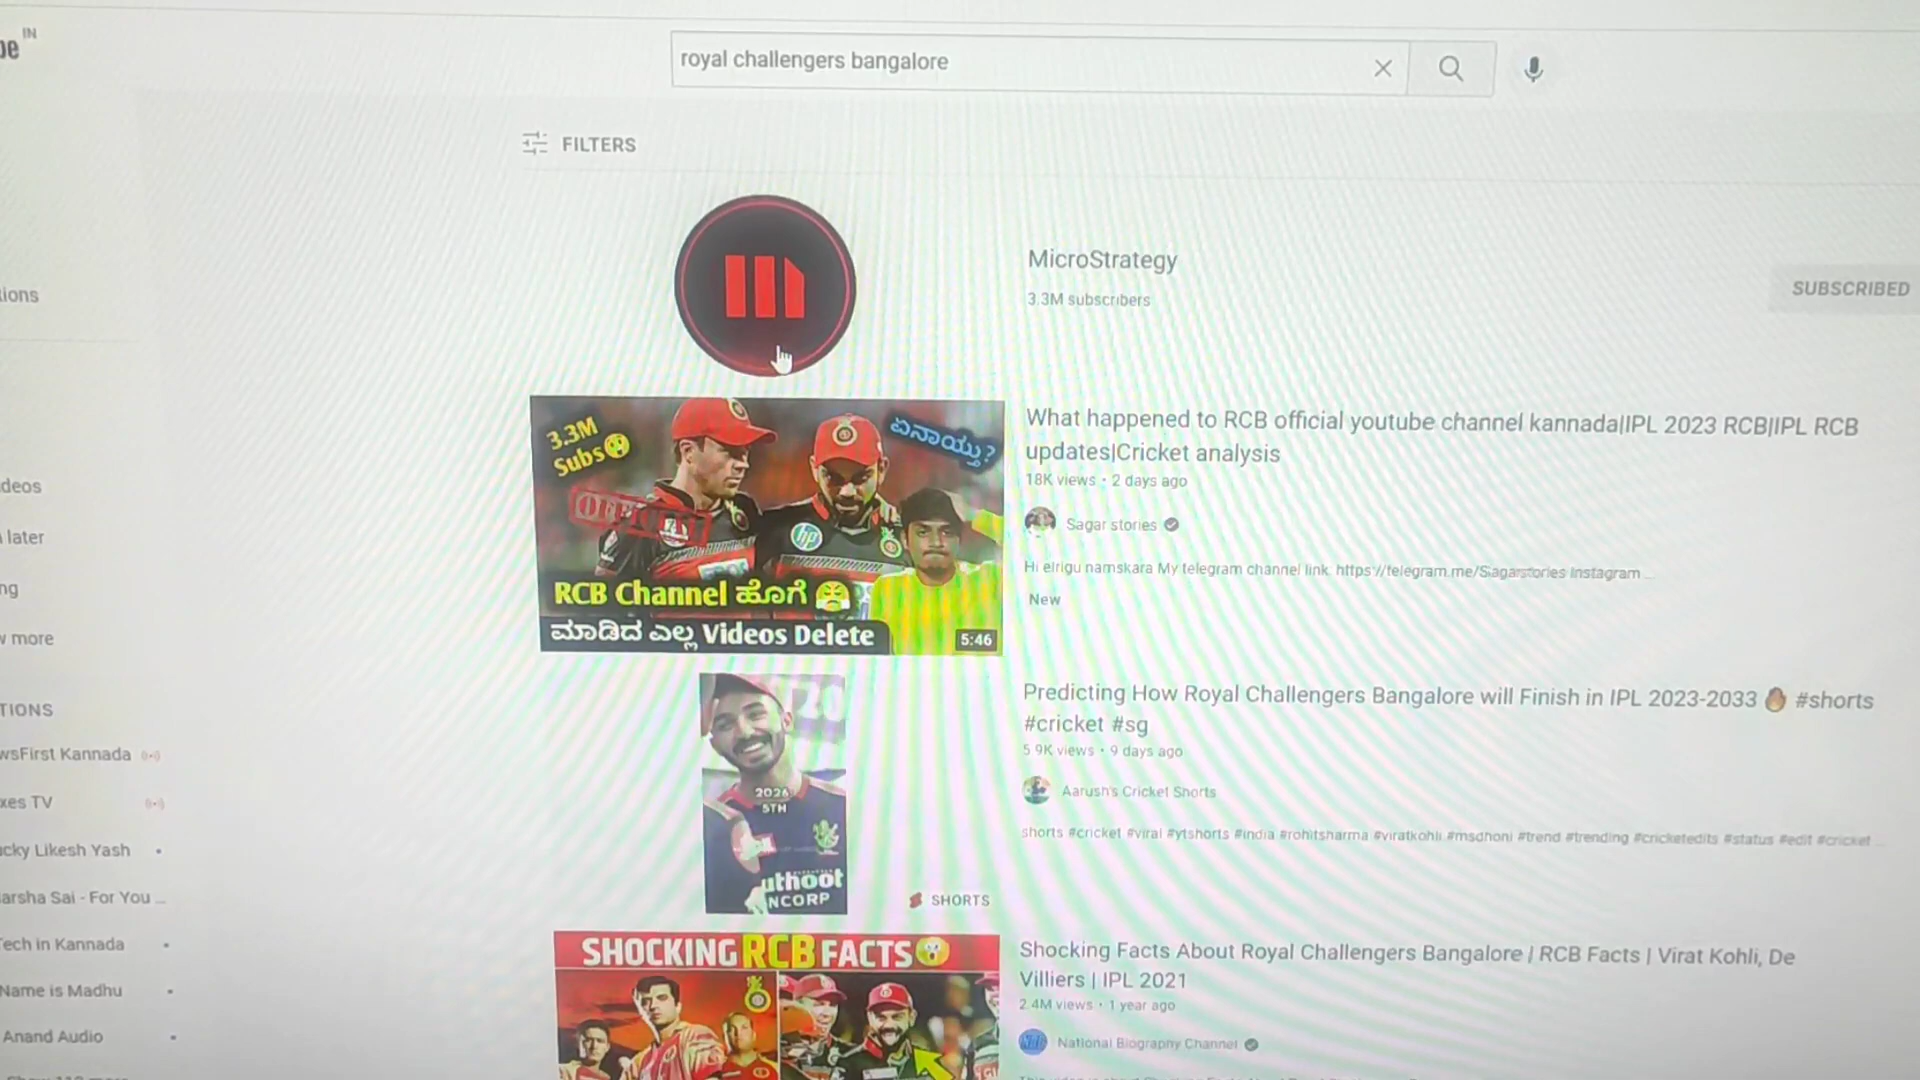 IN
royal challengers bangalore
FILTERS
MicroStrategy
3.3M subscribers
SUBSCRIBED
3.3M
Subs
ಏನಾಯ್ತು?
RCB Channel ಹೊಗೆ
ಮಾಡಿದ ಎಲ್ಲ Videos Delete
5:46
What happened to RCB official youtube channel kannada|IPL 2023 RCB|IPL RCB
updates|Cricket analysis
18K views • 2 days ago
Sagar stories
Hi elrigu namskara My telegram channel link https://telegram.me/Sagarstories Instagram ...
New
2026
5TH
uthoot
NCORP
SHORTS
Predicting How Royal Challengers Bangalore will Finish in IPL 2023-2033 #shorts
#cricket #sg
5.9K views • 9 days ago
Aarush's Cricket Shorts
shorts #cricket #viral #ytshorts #india #rohitsharma #viratkohli #msdhoni #trend #trending #cricketedits #status #edit #cricket ...
SHOCKING RCB FACTS
Shocking Facts About Royal Challengers Bangalore / RCB Facts | Virat Kohli, De
Villiers | IPL 2021
2.4M views • 1 year ago
National Biography Channel
tions
deos
later
ng
more
TIONS
wsFirst Kannada
xes TV
cky Likesh Yash
arsha Sai - For You ...
Tech in Kannada
Name is Madhu
Anand Audio